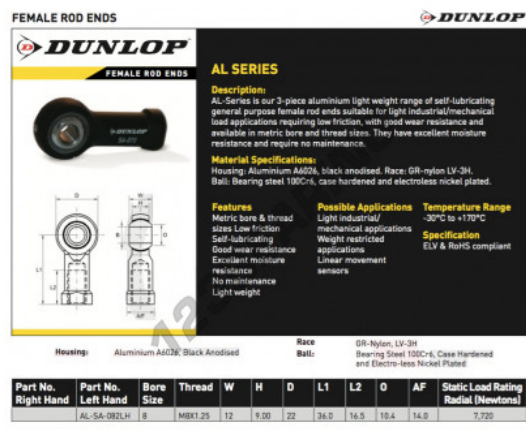 FEMALE ROD ENDS
DUNLOP
DUNLOP
FEMALE ROD ENDS
DUNLOP
AL SERIES
Description:
AL-Series is our 3-piece aluminium light weight range of self-lubricating
general purpose female rod ends suitable for light industrial/mechanical
load applications requiring low friction, with good wear resistance and
available in metric bore and thread sizes. They have excellent moisture
resistance and require no maintenance.
Material Specifications:
Housing: Aluminium A6026, black anodised. Race: GR-nylon LV-3H.
Ball: Bearing steel 100Cr6, case hardened and electroless nickel plated.
Features
Metric bore & thread
sizes Low friction
Self-lubricating
Good wear resistance
Excellent moisture
resistance
No maintenance
Light weight
Possible Applications
Light industrial/
mechanical applications
Weight restricted
applications
Linear movement
sensors
Temperature Range
-30°C to +170°C
Specification
ELV & RoHS compliant
D
W
H
B
O
L1
L2
AF
Housing: Aluminium A6026, Black Anodised
Race GR-Nylon, LV-3H
Ball: Bearing Steel 100Cr6, Case Hardened
and Electro-less Nickel Plated
Part No. Right Hand Part No. Left Hand Bore Size Thread W H D L1 L2 O AF Static Load Rating Radial (Newtons)
AL-SA-082LH 8 M8X1.25 12 9.00 22 36.0 16.5 10.4 14.0 7,720